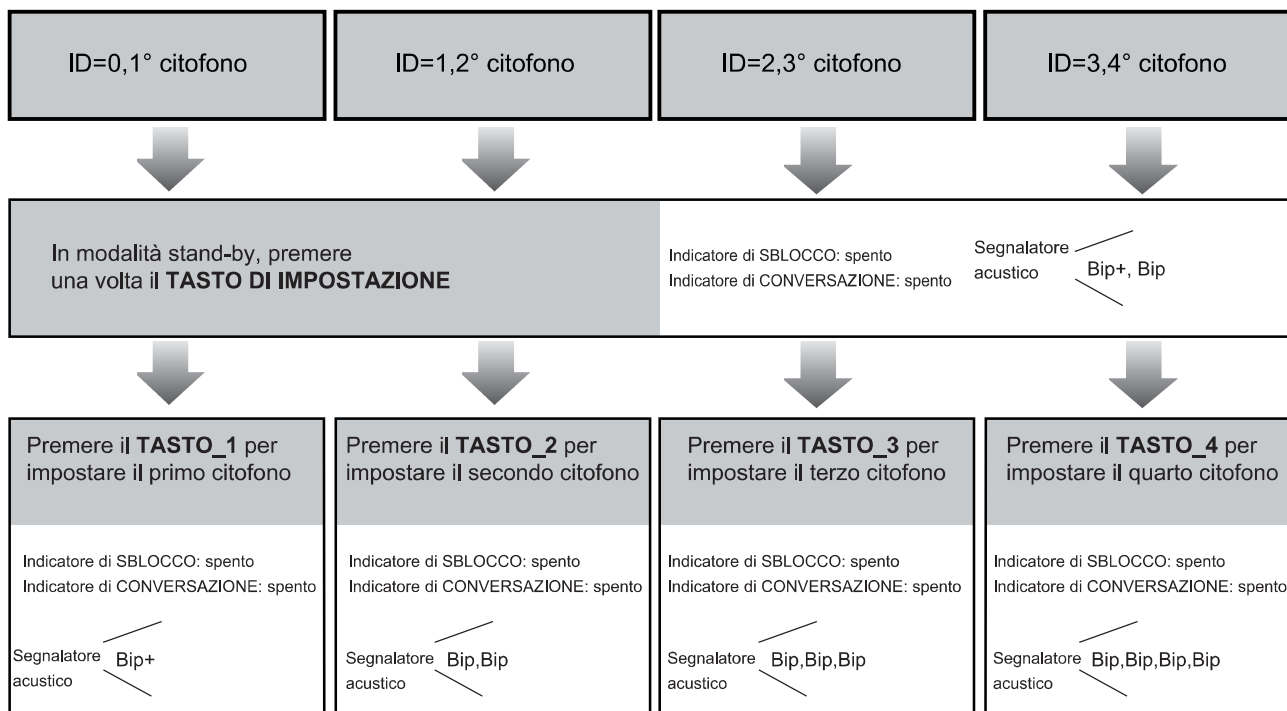 ID=0,1° citofono
ID=1,2° citofono
ID=2,3° citofono
ID=3,4° citofono
In modalità stand-by, premere
una volta il TASTO DI IMPOSTAZIONE
Indicatore di SBLOCCO: spento
Indicatore di CONVERSAZIONE: spento
Segnalatore
acustico
Bip+, Bip
Premere il TASTO_1 per
impostare il primo citofono
Indicatore di SBLOCCO: spento
Indicatore di CONVERSAZIONE: spento
Segnalatore
acustico
Bip+
Premere il TASTO_2 per
impostare il secondo citofono
Indicatore di SBLOCCO: spento
Indicatore di CONVERSAZIONE: spento
Segnalatore
acustico
Bip,Bip
Premere il TASTO_3 per
impostare il terzo citofono
Indicatore di SBLOCCO: spento
Indicatore di CONVERSAZIONE: spento
Segnalatore
acustico
Bip,Bip,Bip
Premere il TASTO_4 per
impostare il quarto citofono
Indicatore di SBLOCCO: spento
Indicatore di CONVERSAZIONE: spento
Segnalatore
acustico
Bip,Bip,Bip,Bip